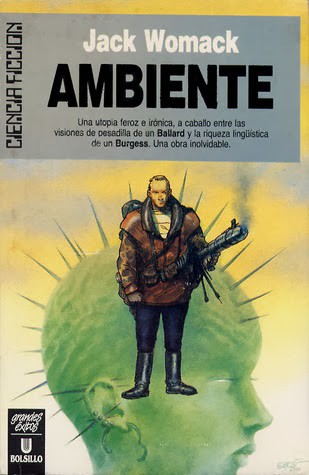 CIENCIA FICCION
Jack Womack
AMBIENTE
Una utopía feroz e irónica, a caballo entre las
visiones de pesadilla de un Ballard y la riqueza lingüística
de un Burgess. Una obra inolvidable.
grandes
éxitos
BOLSILLO